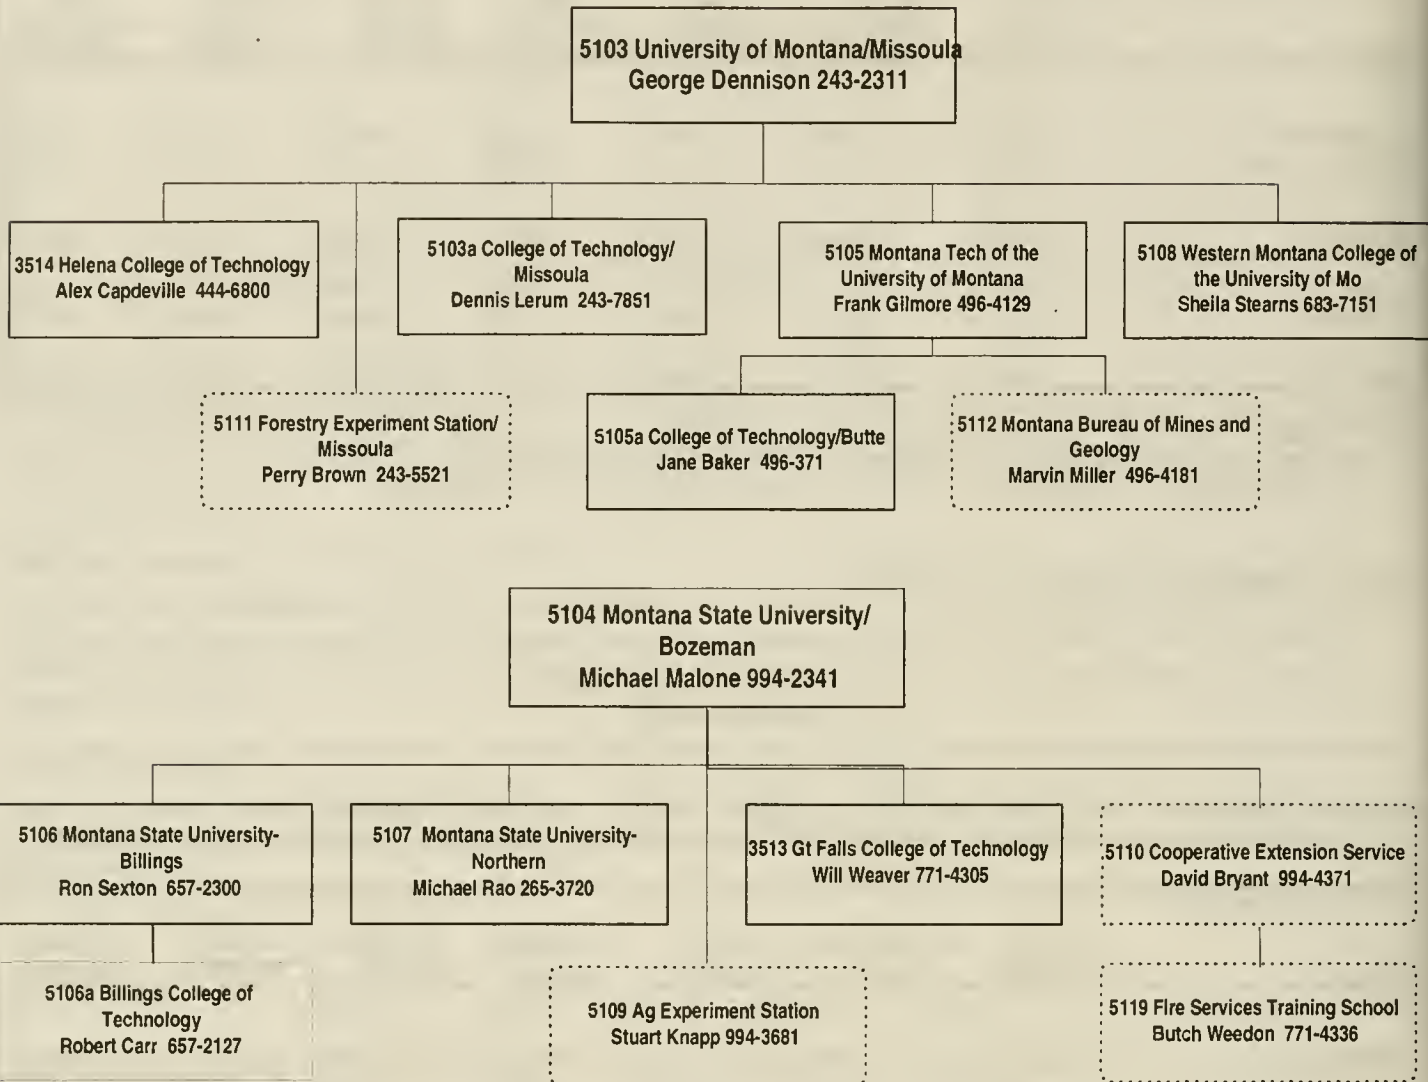 5103 University of Montana/Missoula
George Dennison 243-2311
3514 Helena College of Technology
Alex Capdeville 444-6800
5103a College of Technology/
Missoula
Dennis Lerum 243-7851
5105 Montana Tech of the
University of Montana
Frank Gilmore 496-4129
5108 Western Montana College of
the University of Mo
Sheila Stearns 683-7151
5111 Forestry Experiment Station/
Missoula
Perry Brown 243-5521
5105a College of Technology/Butte
Jane Baker 496-371
5112 Montana Bureau of Mines and
Geology
Marvin Miller 496-4181
5104 Montana State University/
Bozeman
Michael Malone 994-2341
5106 Montana State University-
Billings
Ron Sexton 657-2300
5107 Montana State University-
Northern
Michael Rao 265-3720
3513 Gt Falls College of Technology
Will Weaver 771-4305
5110 Cooperative Extension Service
David Bryant 994-4371
5106a Billings College of
Technology
Robert Carr 657-2127
5109 Ag Experiment Station
Stuart Knapp 994-3681
5119 Fire Services Training School
Butch Weedon 771-4336